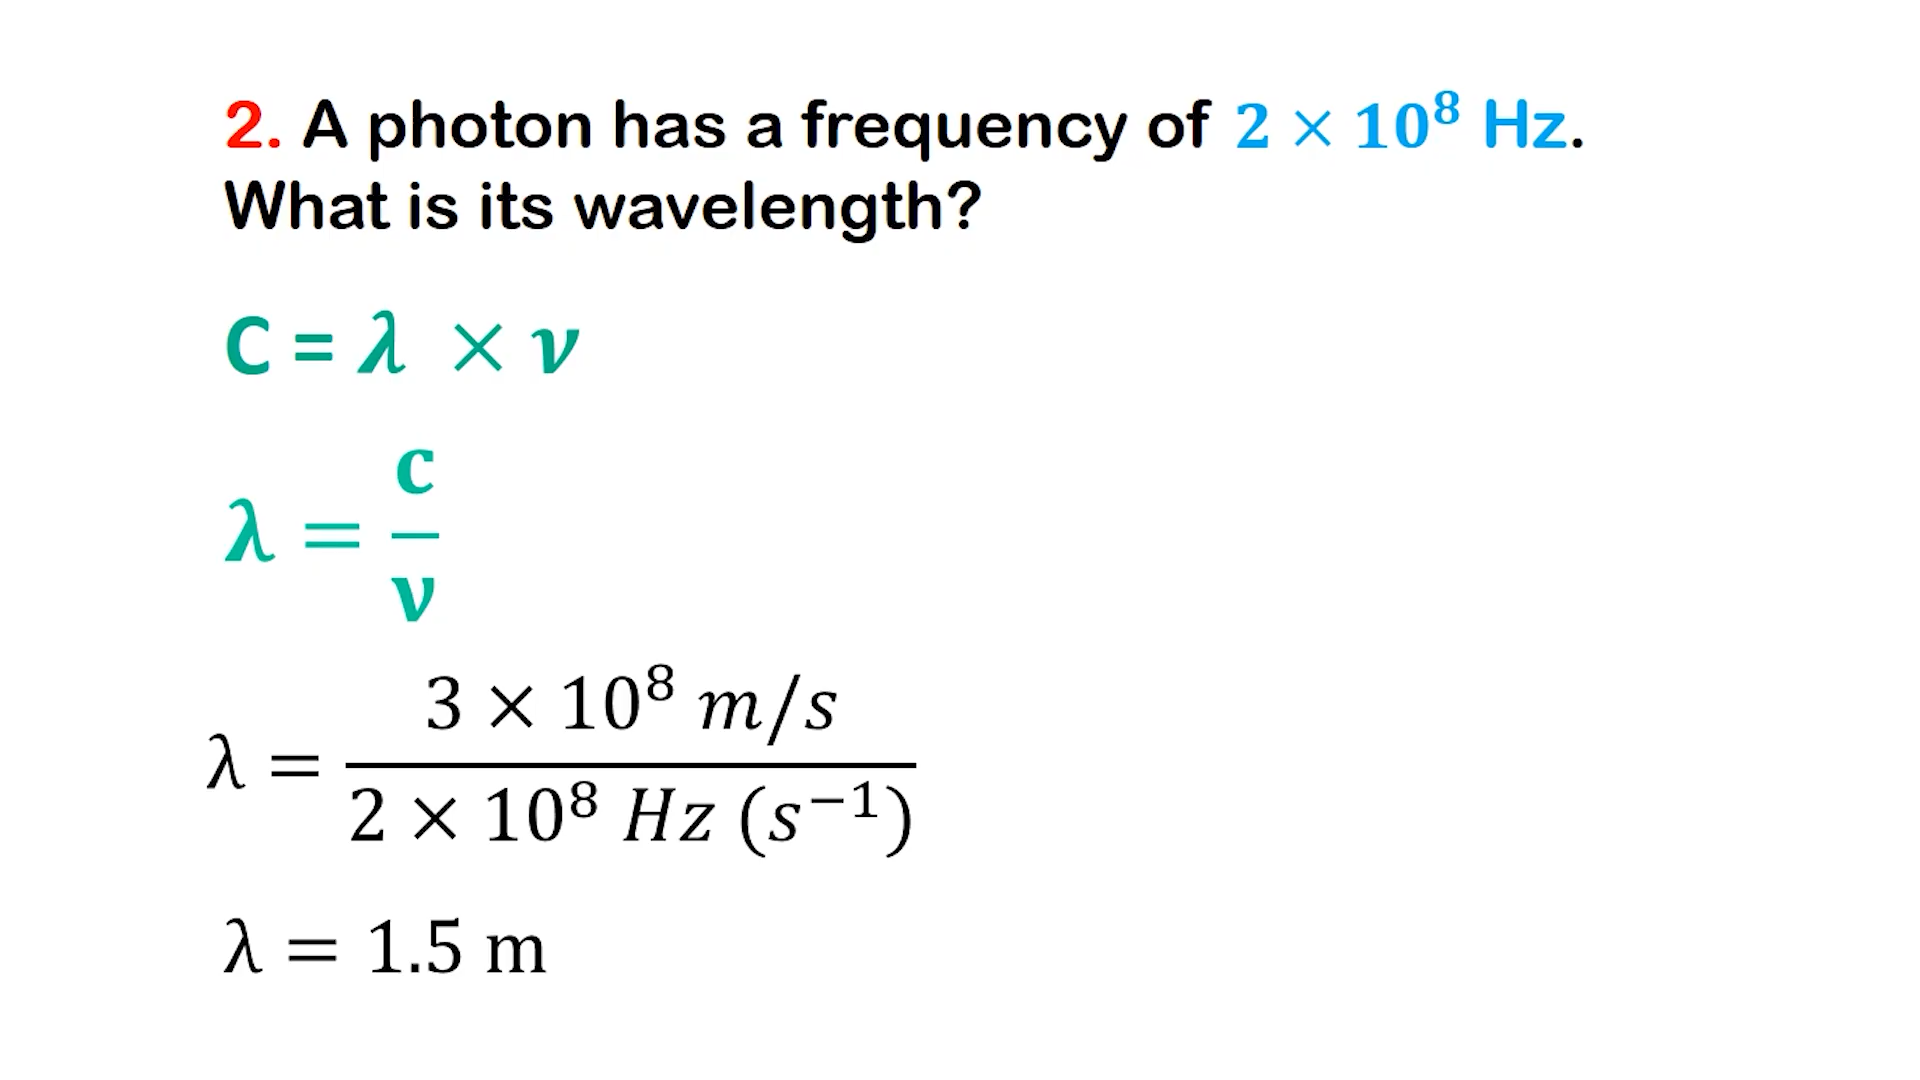 2. A photon has a frequency of 2 × 10⁸ Hz.
What is its wavelength?
C = λ × ν
λ = c/ν
λ = 3 × 10⁸ m/s / 2 × 10⁸ Hz (s⁻¹)
λ = 1.5 m